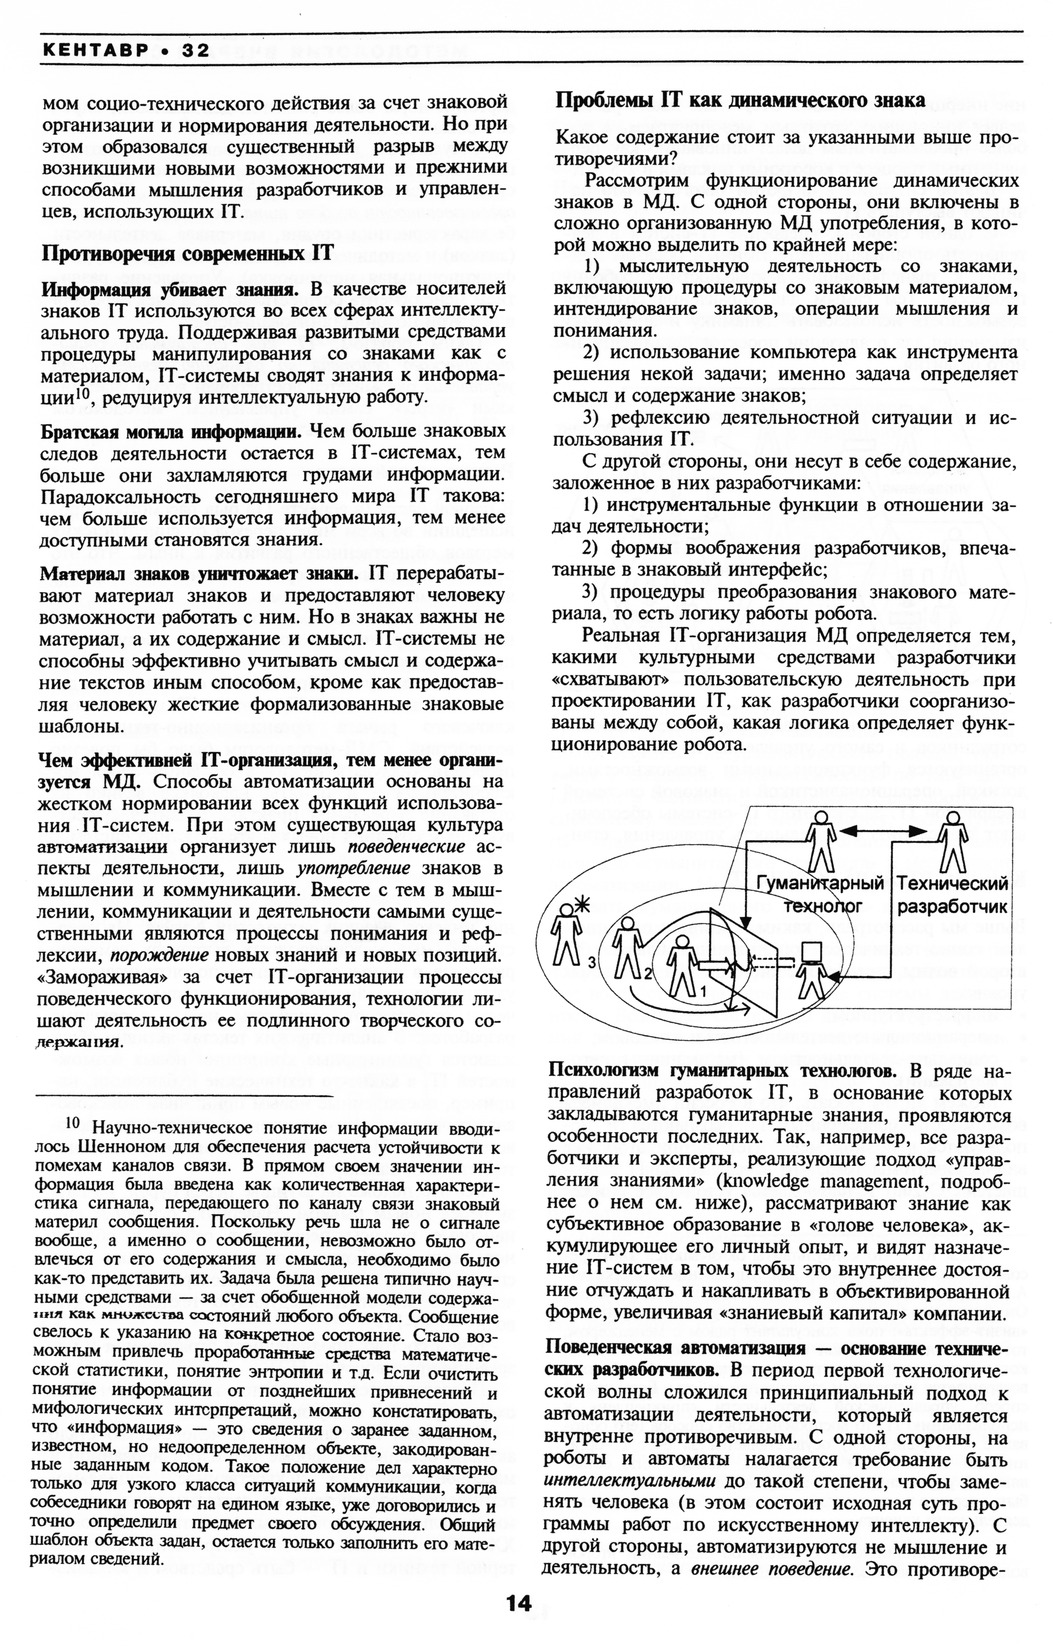 КЕНТАВР • 32
мом социо-технического действия за счет знаковой
организации и нормирования деятельности. Но при
этом образовался существенный разрыв между
возникшими новыми возможностями и прежними
способами мышления разработчиков и управлен-
цев, использующих IT.
Противоречия современных IT
Информация убивает знания. В качестве носителей
знаков IT используются во всех сферах интеллекту-
ального труда. Поддерживая развитыми средствами
процедуры манипулирования со знаками как с
материалом, IT-системы сводят знания к информа-
ции10, редуцируя интеллектуальную работу.
Братская могила информации. Чем больше знаковых
следов деятельности остается в IT-системах, тем
больше они захламляются грудами информации.
Парадоксальность сегодняшнего мира IT такова:
чем больше используется информация, тем менее
доступными становятся знания.
Материал знаков уничтожает знаки. IT перерабаты-
вают материал знаков и предоставляют человеку
возможности работать с ним. Но в знаках важны не
материал, а их содержание и смысл. IT-системы не
способны эффективно учитывать смысл и содержа-
ние текстов иным способом, кроме как предостав-
ляя человеку жесткие формализованные знаковые
шаблоны.
Чем эффективней IT-организация, тем менее органи-
зуется МД. Способы автоматизации основаны на
жестком нормировании всех функций использова-
ния IT-систем. При этом существующая культура
автоматизации организует лишь поведенческие ас-
пекты деятельности, лишь употребление знаков в
мышлении и коммуникации. Вместе с тем в мыш-
лении, коммуникации и деятельности самыми суще-
ственными являются процессы понимания и реф-
лексии, порождение новых знаний и новых позиций.
«Замораживая» за счет IT-организации процессы
поведенческого функционирования, технологии ли-
шают деятельность ее подлинного творческого со-
держания.
10 Научно-техническое понятие информации вводи-
лось Шенноном для обеспечения расчета устойчивости к
помехам каналов связи. В прямом своем значении ин-
формация была введена как количественная характери-
стика сигнала, передающего по каналу связи знаковый
материл сообщения. Поскольку речь шла не о сигнале
вообще, а именно о сообщении, невозможно было от-
влечься от его содержания и смысла, необходимо было
как-то представить их. Задача была решена типично науч-
ными средствами — за счет обобщенной модели содержа-
ния как множества состояний любого объекта. Сообщение
свелось к указанию на конкретное состояние. Стало воз-
можным привлечь проработанные средства математиче-
ской статистики, понятие энтропии и т.д. Если очистить
понятие информации от позднейших привнесений и
мифологических интерпретаций, можно констатировать,
что «информация» — это сведения о заранее заданном,
известном, но недоопределенном объекте, закодирован-
ные заданным кодом. Такое положение дел характерно
только для узкого класса ситуаций коммуникации, когда
собеседники говорят на едином языке, уже договорились и
точно определили предмет своего обсуждения. Общий
шаблон объекта задан, остается только заполнить его мате-
риалом сведений.
Проблемы IT как динамического знака
Какое содержание стоит за указанными выше про-
тиворечиями?
Рассмотрим функционирование динамических
знаков в МД. С одной стороны, они включены в
сложно организованную МД употребления, в кото-
рой можно выделить по крайней мере:
1) мыслительную деятельность со знаками,
включающую процедуры со знаковым материалом,
интендирование знаков, операции мышления и
понимания.
2) использование компьютера как инструмента
решения некой задачи; именно задача определяет
смысл и содержание знаков;
3) рефлексию деятельностной ситуации и ис-
пользования IT.
С другой стороны, они несут в себе содержание,
заложенное в них разработчиками:
1) инструментальные функции в отношении за-
дач деятельности;
2) формы воображения разработчиков, впеча-
танные в знаковый интерфейс;
3) процедуры преобразования знакового мате-
риала, то есть логику работы робота.
Реальная IT-организация МД определяется тем,
какими культурными средствами разработчики
«схватывают» пользовательскую деятельность при
проектировании IT, как разработчики соорганизо-
ваны между собой, какая логика определяет функ-
ционирование робота.
Гуманитарный
технолог
Технический
разработчик
3
2
1
Психологизм гуманитарных технологов. В ряде на-
правлений разработок IT, в основание которых
закладываются гуманитарные знания, проявляются
особенности последних. Так, например, все разра-
ботчики и эксперты, реализующие подход «управ-
ления знаниями» (knowledge management, подроб-
нее о нем см. ниже), рассматривают знание как
субъективное образование в «голове человека», ак-
кумулирующее его личный опыт, и видят назначе-
ние IT-систем в том, чтобы это внутреннее достоя-
ние отчуждать и накапливать в объективированной
форме, увеличивая «знаниевый капитал» компании.
Поведенческая автоматизация — основание техниче-
ских разработчиков. В период первой технологиче-
ской волны сложился принципиальный подход к
автоматизации деятельности, который является
внутренне противоречивым. С одной стороны, на
роботы и автоматы налагается требование быть
интеллектуальными до такой степени, чтобы заме-
нять человека (в этом состоит исходная суть про-
граммы работ по искусственному интеллекту). С
другой стороны, автоматизируются не мышление и
деятельность, а внешнее поведение. Это противоре-
14